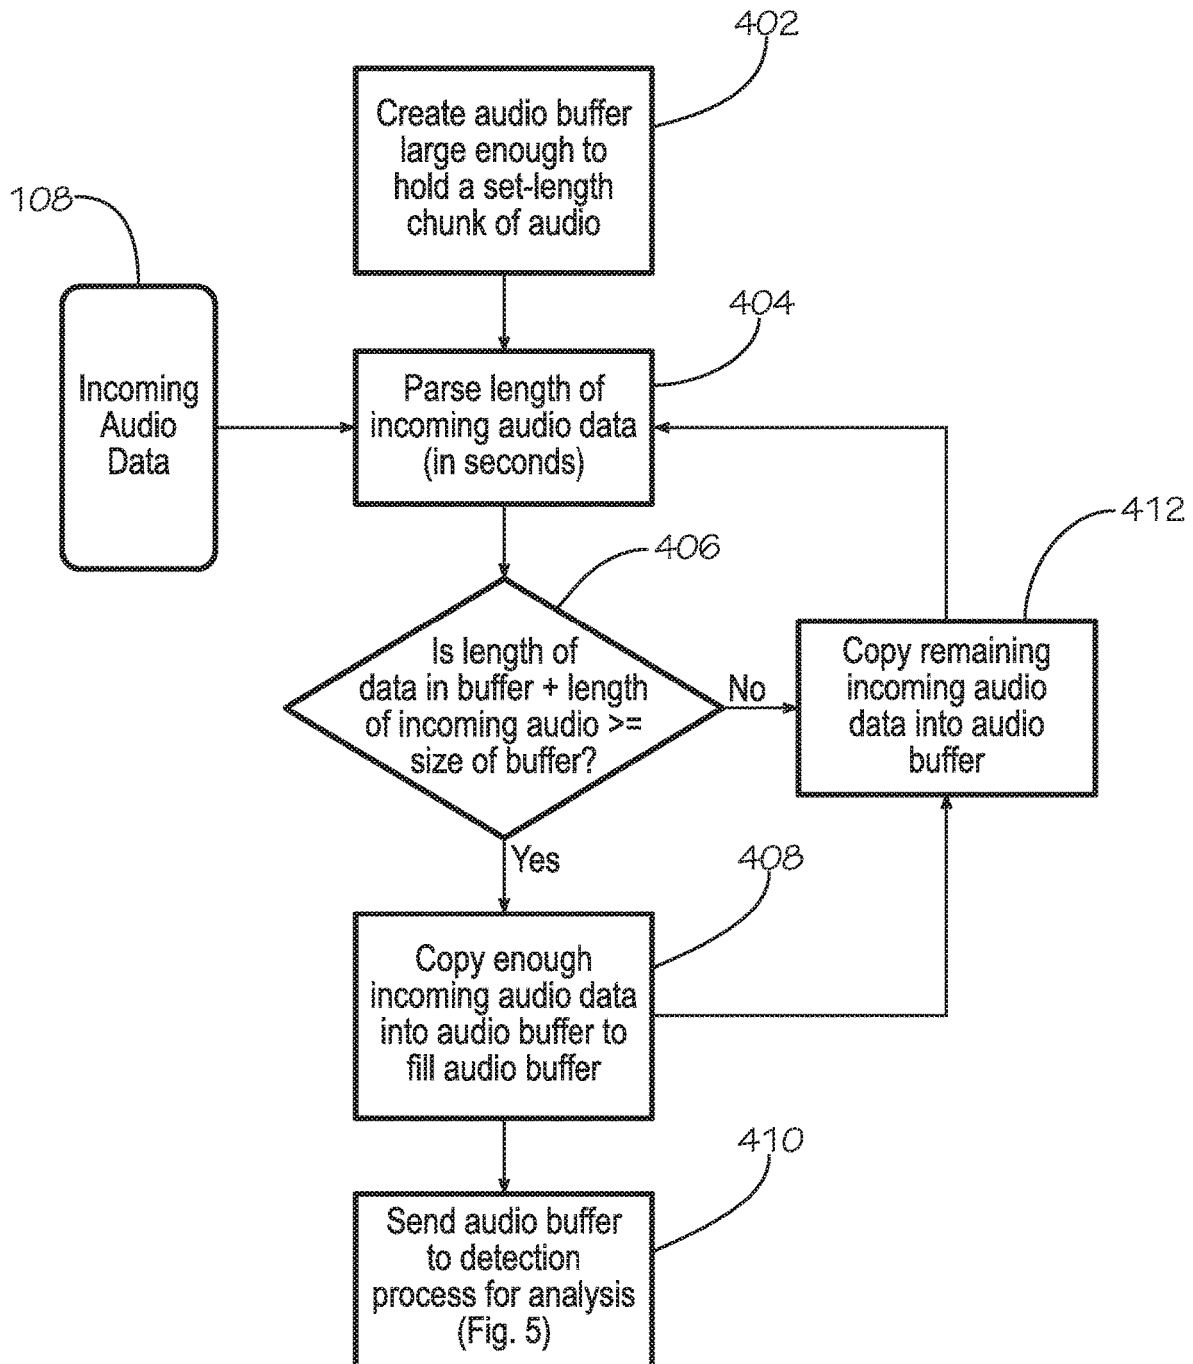 402
Create audio buffer
large enough to
hold a set-length
chunk of audio
108
Incoming
Audio
Data
404
Parse length of
incoming audio data
(in seconds)
406
Is length of
data in buffer + length
of incoming audio >=
size of buffer?
No
412
Copy remaining
incoming audio
data into audio
buffer
Yes
408
Copy enough
incoming audio data
into audio buffer to
fill audio buffer
410
Send audio buffer
to detection
process for analysis
(Fig. 5)